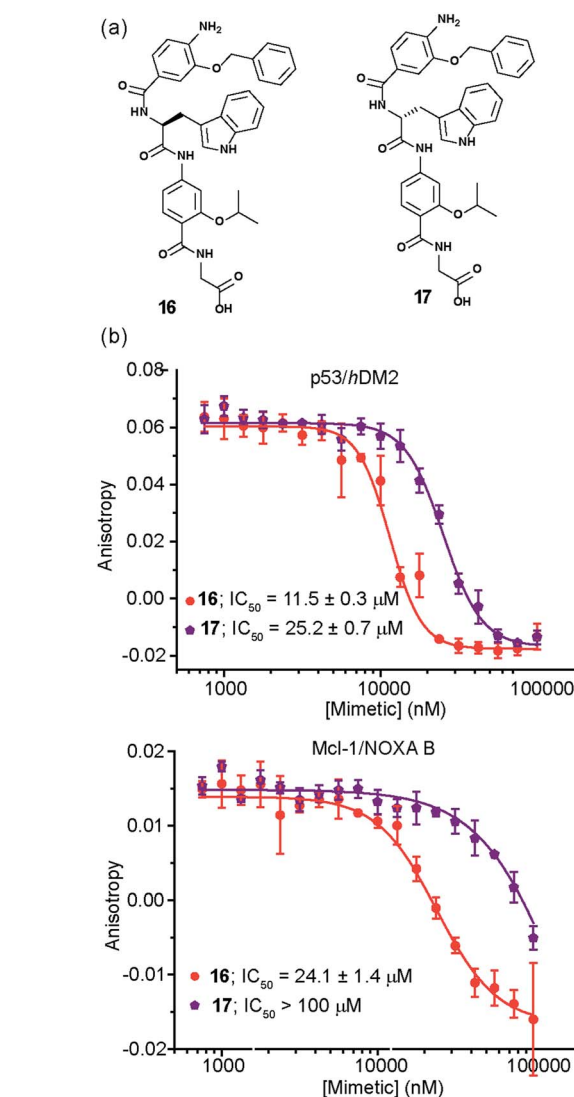 (a)
NH2
O
O
HN
NH
O
NH
O
O
NH
O
OH
16
NH2
O
O
HN
NH
O
NH
O
O
NH
O
OH
17
(b)
p53/hDM2
0.08
0.06
0.04
0.02
0.00
-0.02
Anisotropy
16; IC50 = 11.5 ± 0.3 µM
17; IC50 = 25.2 ± 0.7 µM
1000 10000 100000
[Mimetic] (nM)
Mcl-1/NOXA B
0.02
0.01
0.00
-0.01
-0.02
Anisotropy
16; IC50 = 24.1 ± 1.4 µM
17; IC50 > 100 µM
1000 10000 100000
[Mimetic] (nM)